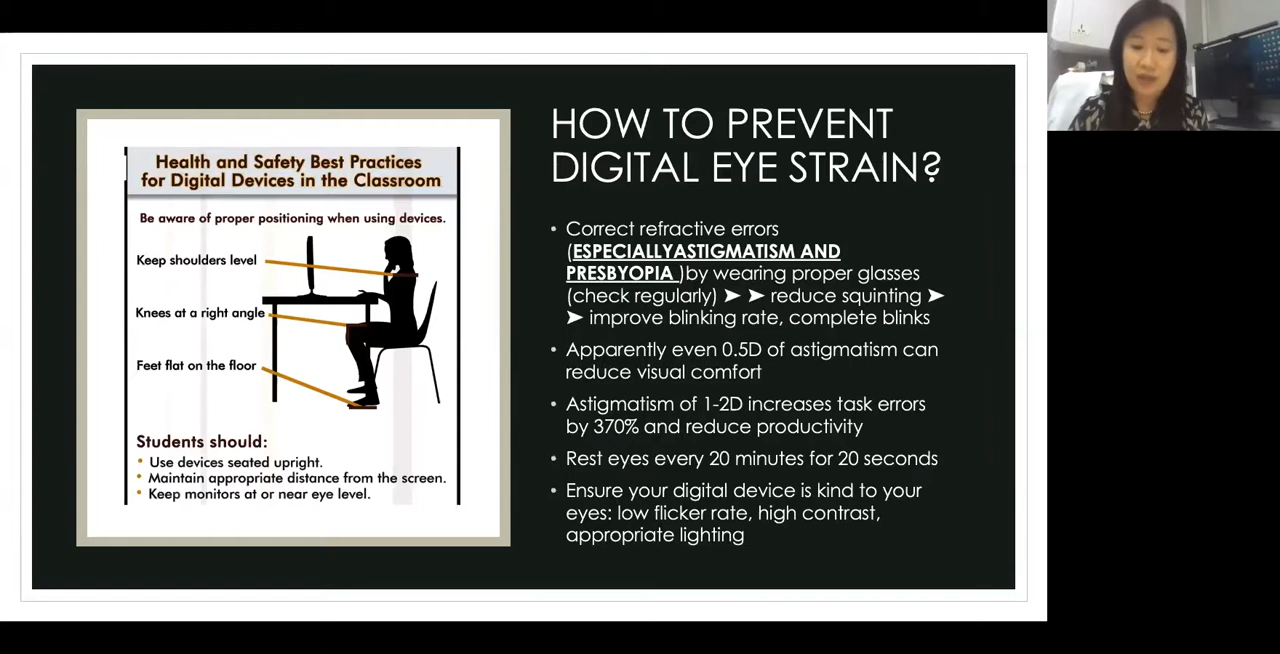 Health and Safety Best Practices
for Digital Devices in the Classroom
Be aware of proper positioning when using devices.
Keep shoulders level
Knees at a right angle
Feet flat on the floor
Students should:
• Use devices seated upright.
• Maintain appropriate distance from the screen.
• Keep monitors at or near eye level.
HOW TO PREVENT
DIGITAL EYE STRAIN?
• Correct refractive errors
(ESPECIALLYASTIGMATISM AND
PRESBYOPIA )by wearing proper glasses
(check regularly) ➤ ➤ reduce squinting ➤
➤ improve blinking rate, complete blinks
• Apparently even 0.5D of astigmatism can
reduce visual comfort
• Astigmatism of 1-2D increases task errors
by 370% and reduce productivity
• Rest eyes every 20 minutes for 20 seconds
• Ensure your digital device is kind to your
eyes: low flicker rate, high contrast,
appropriate lighting